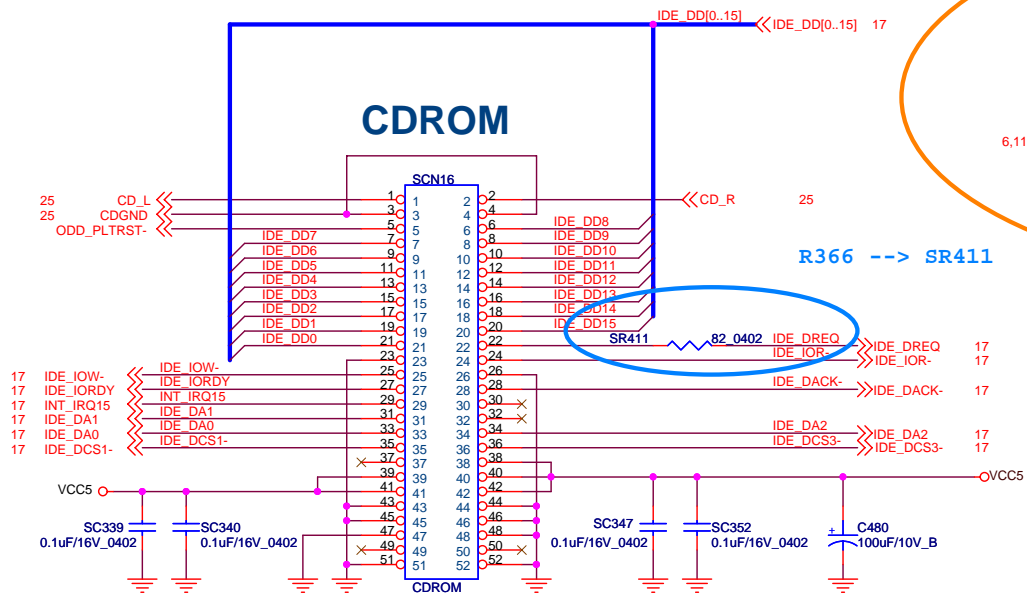 IDE_DD[0..15]
IDE_DD[0..15] 17
CDROM
6,11
SCN16
25 CD_L 1 1 2 2 CD_R 25
25 CDGND 3 3 4 4
ODD_PLTRST- 5 5 6 6 IDE_DD8
IDE_DD7 7 7 8 8 IDE_DD9
IDE_DD6 9 9 10 10 IDE_DD10
R366 --> SR411
IDE_DD5 11 11 12 12 IDE_DD11
IDE_DD4 13 13 14 14 IDE_DD12
IDE_DD3 15 15 16 16 IDE_DD13
IDE_DD2 17 17 18 18 IDE_DD14
IDE_DD1 19 19 20 20 IDE_DD15
IDE_DD0 21 21 22 22 SR411 82_0402 IDE_DREQ IDE_DREQ 17
23 23 24 24 IDE_IOR- IDE_IOR- 17
17 IDE_IOW- IDE_IOW- 25 25 26 26
17 IDE_IORDY IDE_IORDY 27 27 28 28 IDE_DACK- IDE_DACK- 17
17 INT_IRQ15 INT_IRQ15 29 29 30 30
17 IDE_DA1 IDE_DA1 31 31 32 32
17 IDE_DA0 IDE_DA0 33 33 34 34 IDE_DA2 IDE_DA2 17
17 IDE_DCS1- IDE_DCS1- 35 35 36 36 IDE_DCS3- IDE_DCS3- 17
37 37 38 38
39 39 40 40 VCC5
VCC5 41 41 42 42
43 43 44 44
45 45 46 46
47 47 48 48
49 49 50 50
51 51 52 52
SC339
0.1uF/16V_0402
SC340
0.1uF/16V_0402
SC347
0.1uF/16V_0402
SC352
0.1uF/16V_0402
+
C480
100uF/10V_B
CDROM